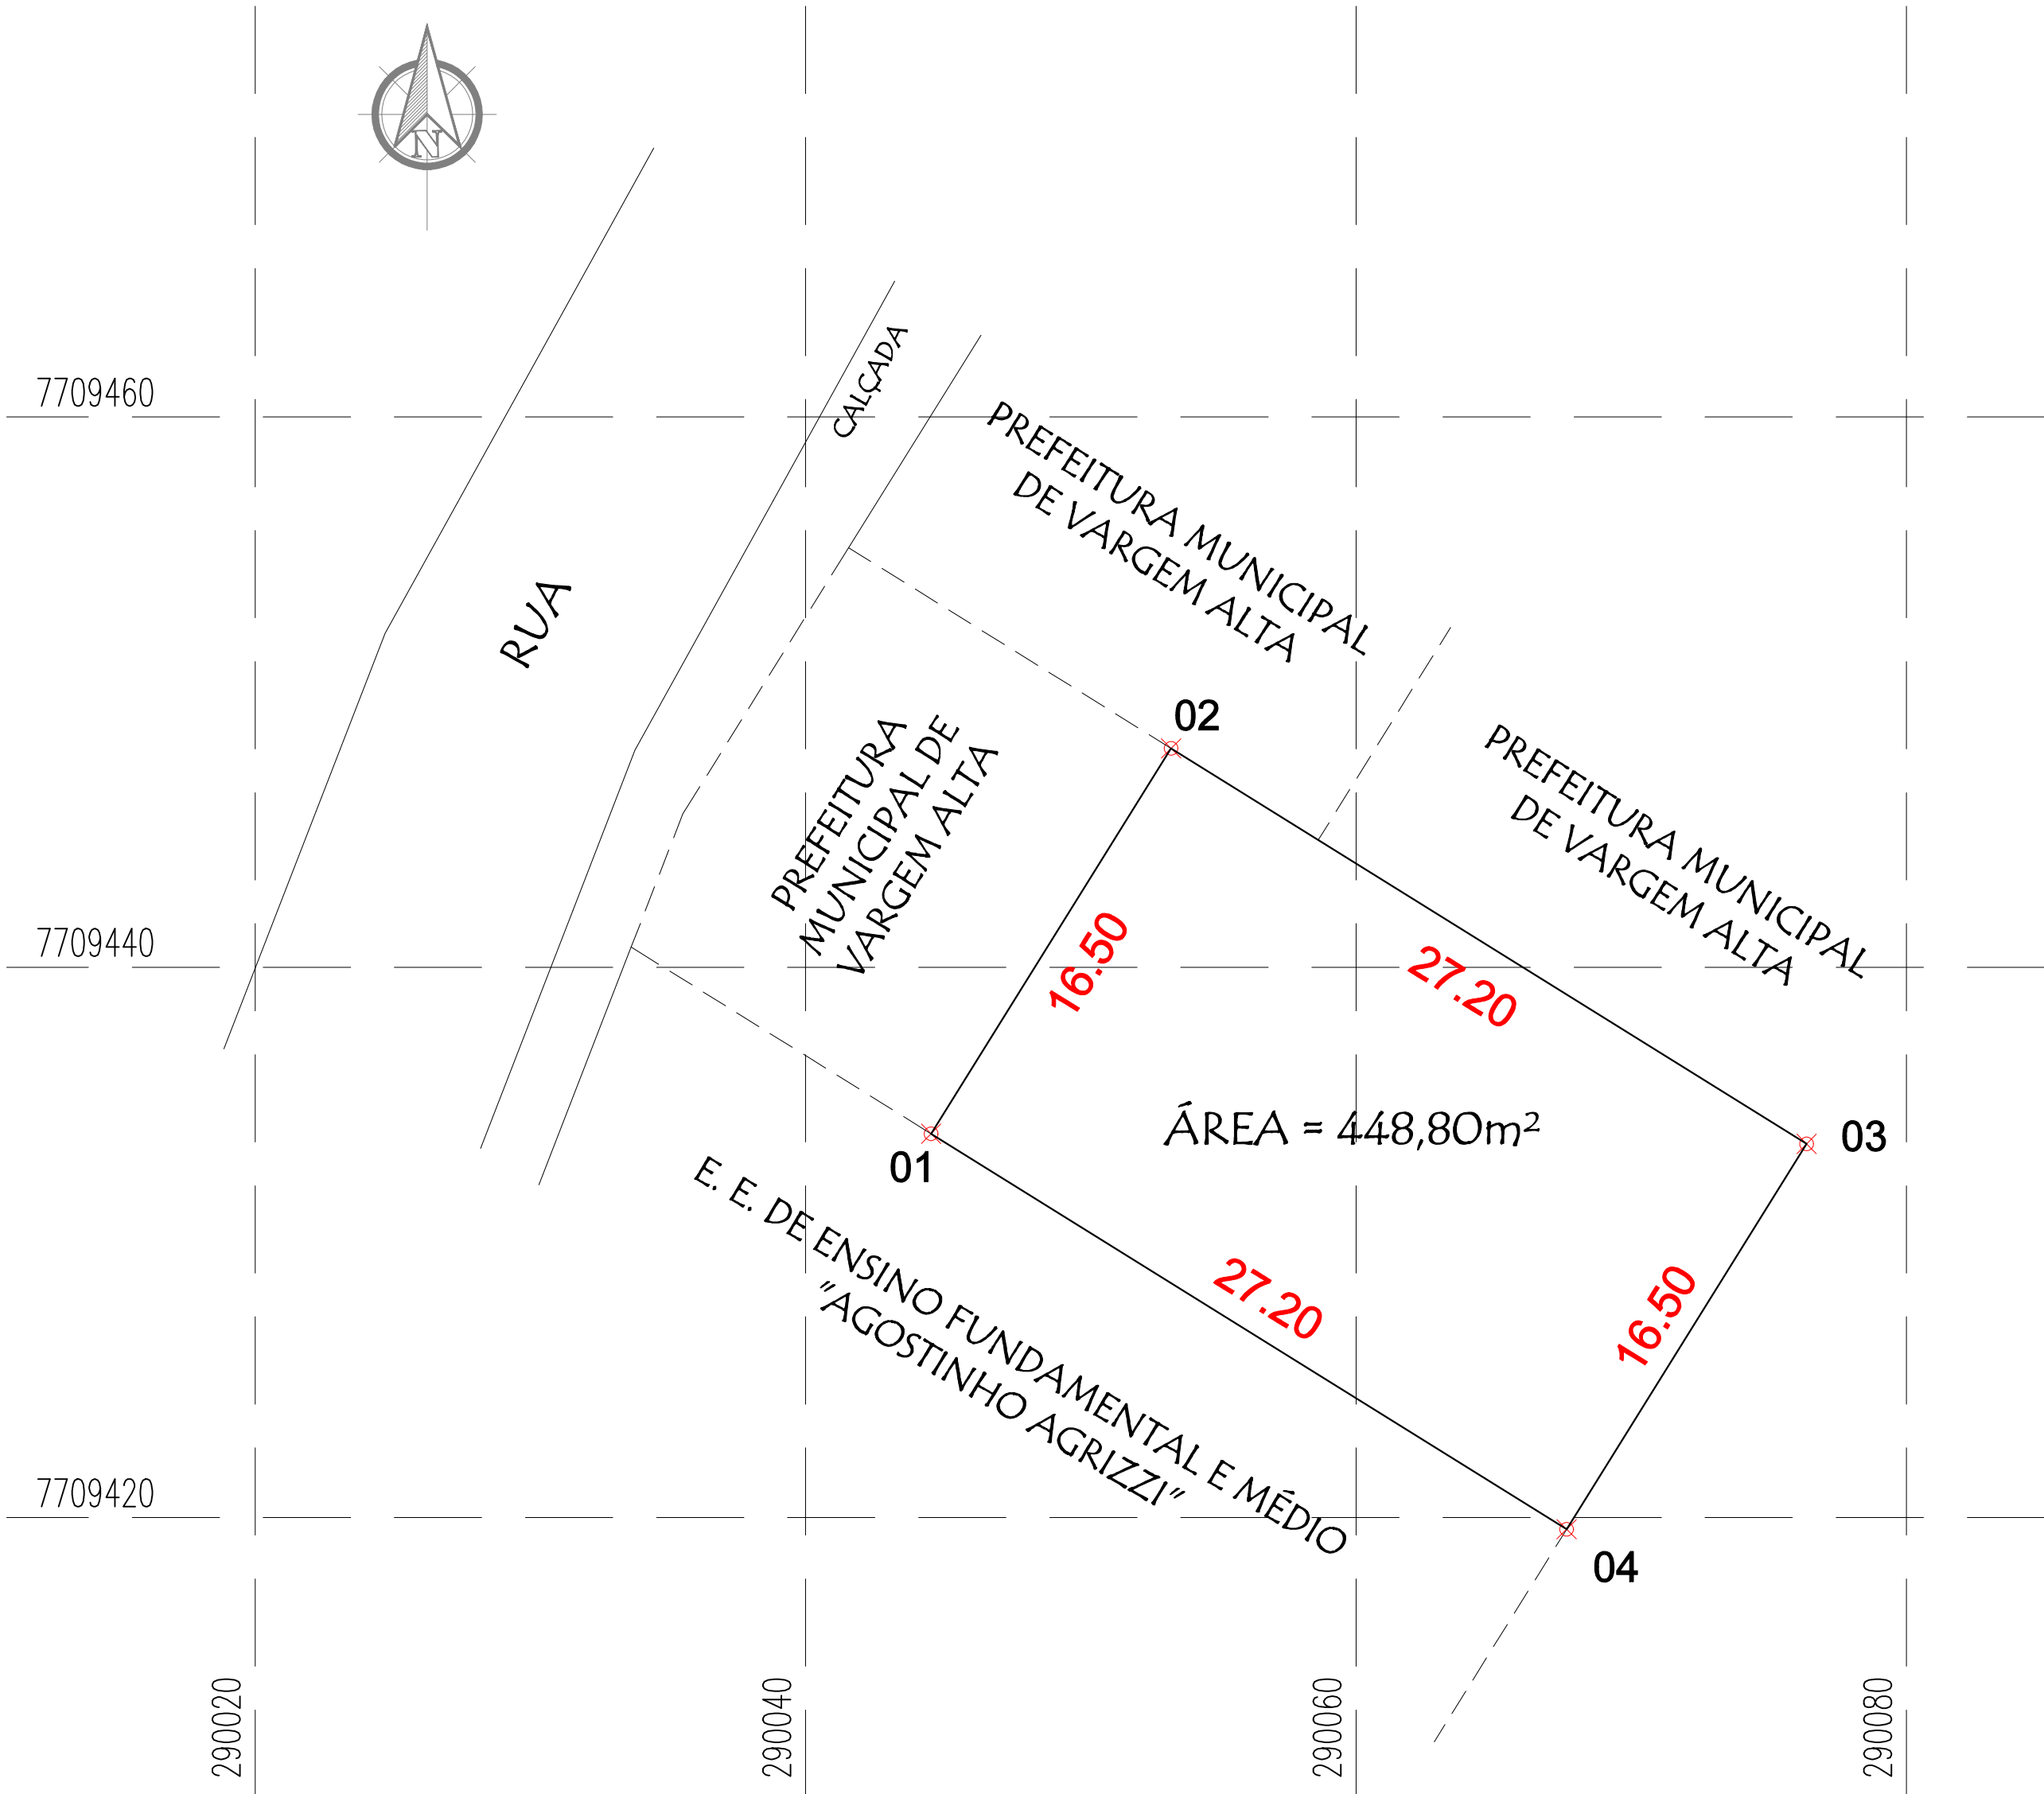 N
CALÇADA
7709460
PREFEITURA MUNICIPAL
DE VARGEM ALTA
RUA
02
PREFEITURA
MUNICIPAL DE
VARGEM ALTA
PREFEITURA MUNICIPAL
DE VARGEM ALTA
7709440
16.50
27.20
ÁREA = 448,80m²
03
01
E. E. DE ENSINO FUNDAMENTAL E MÉDIO
"AGOSTINHO AGRIZZI"
27.20
16.50
7709420
04
290020
290040
290060
290080